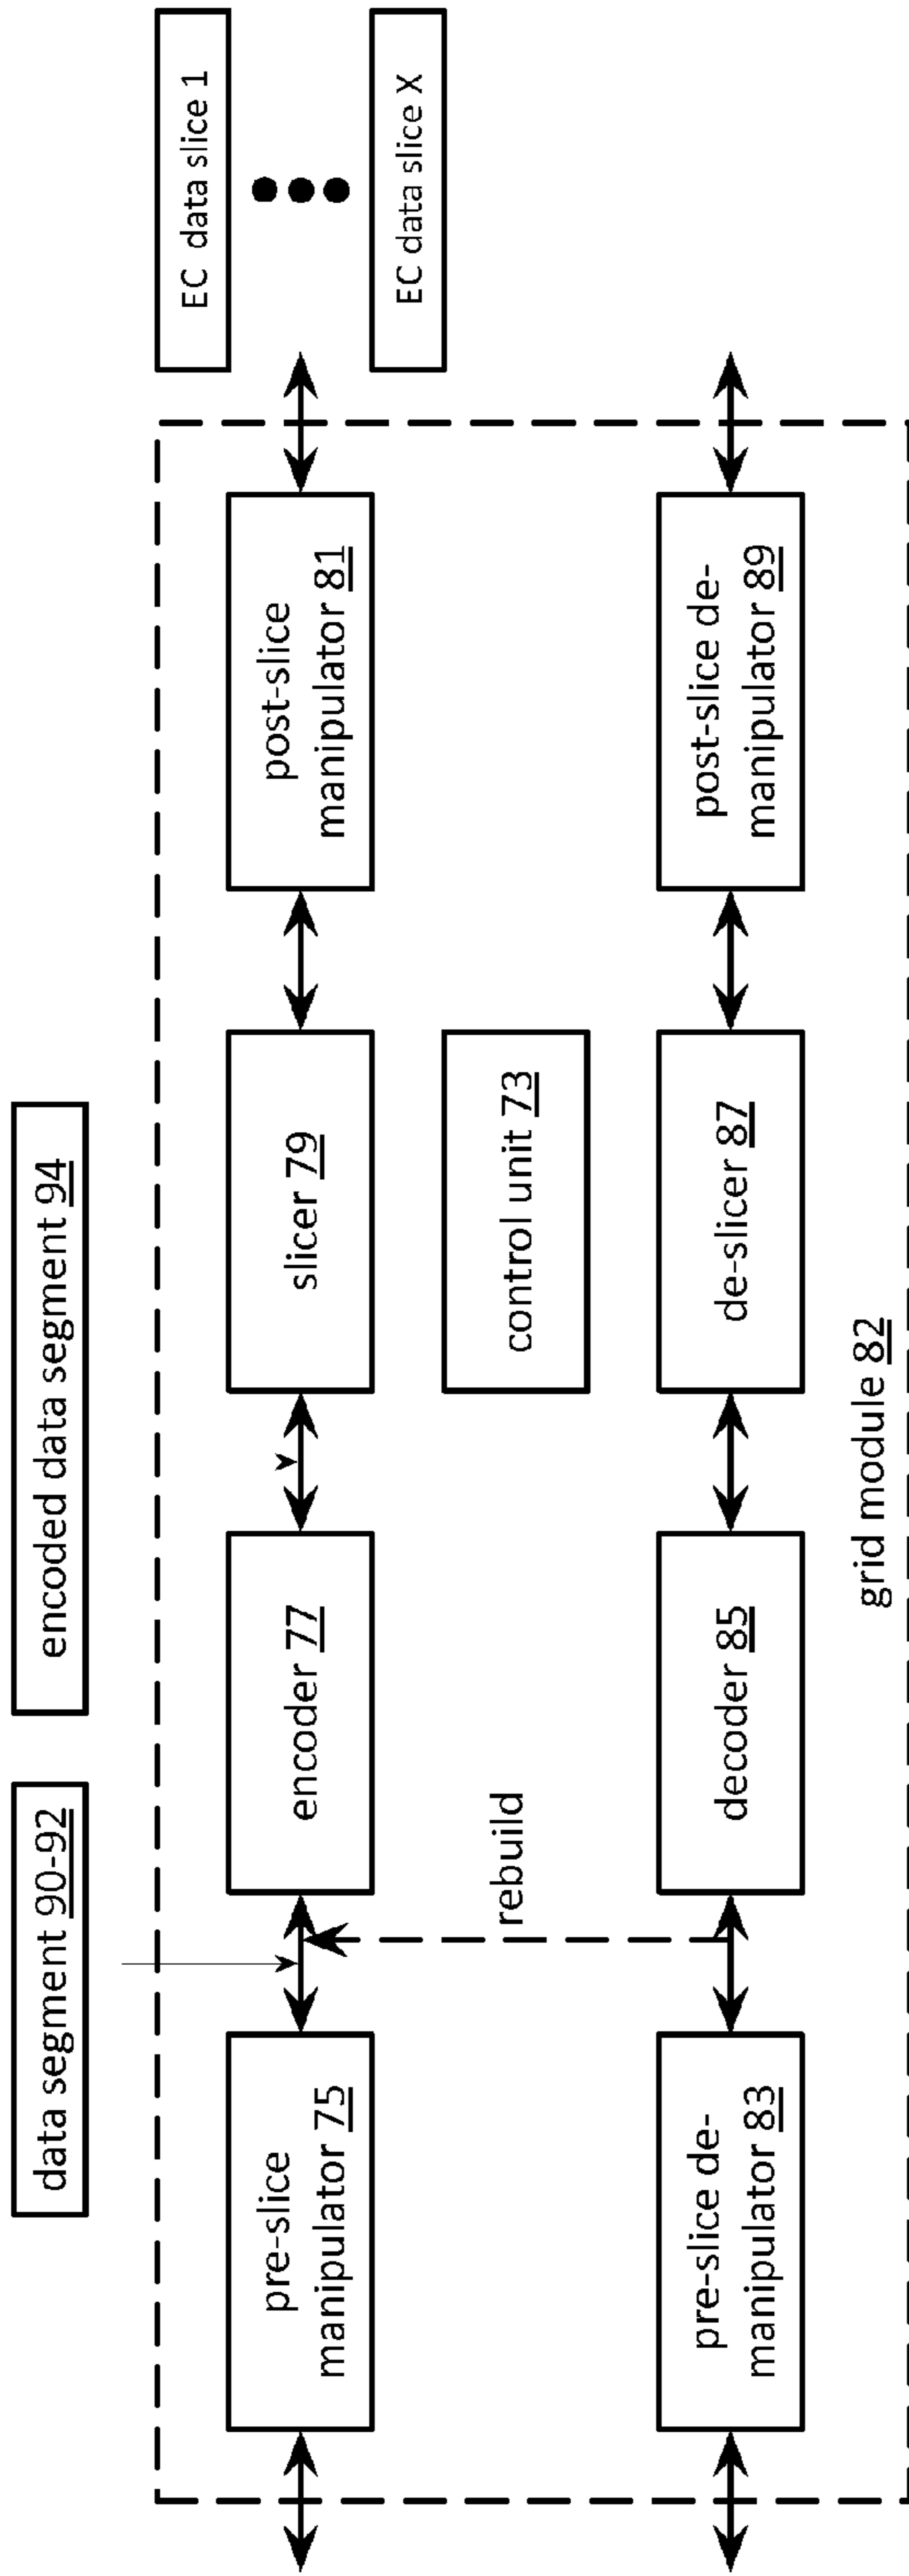 data segment 90-92
encoded data segment 94
EC data slice 1
EC data slice X
pre-slice
manipulator 75
encoder 77
slicer 79
post-slice
manipulator 81
rebuild
control unit 73
pre-slice de-
manipulator 83
decoder 85
de-slicer 87
post-slice de-
manipulator 89
grid module 82